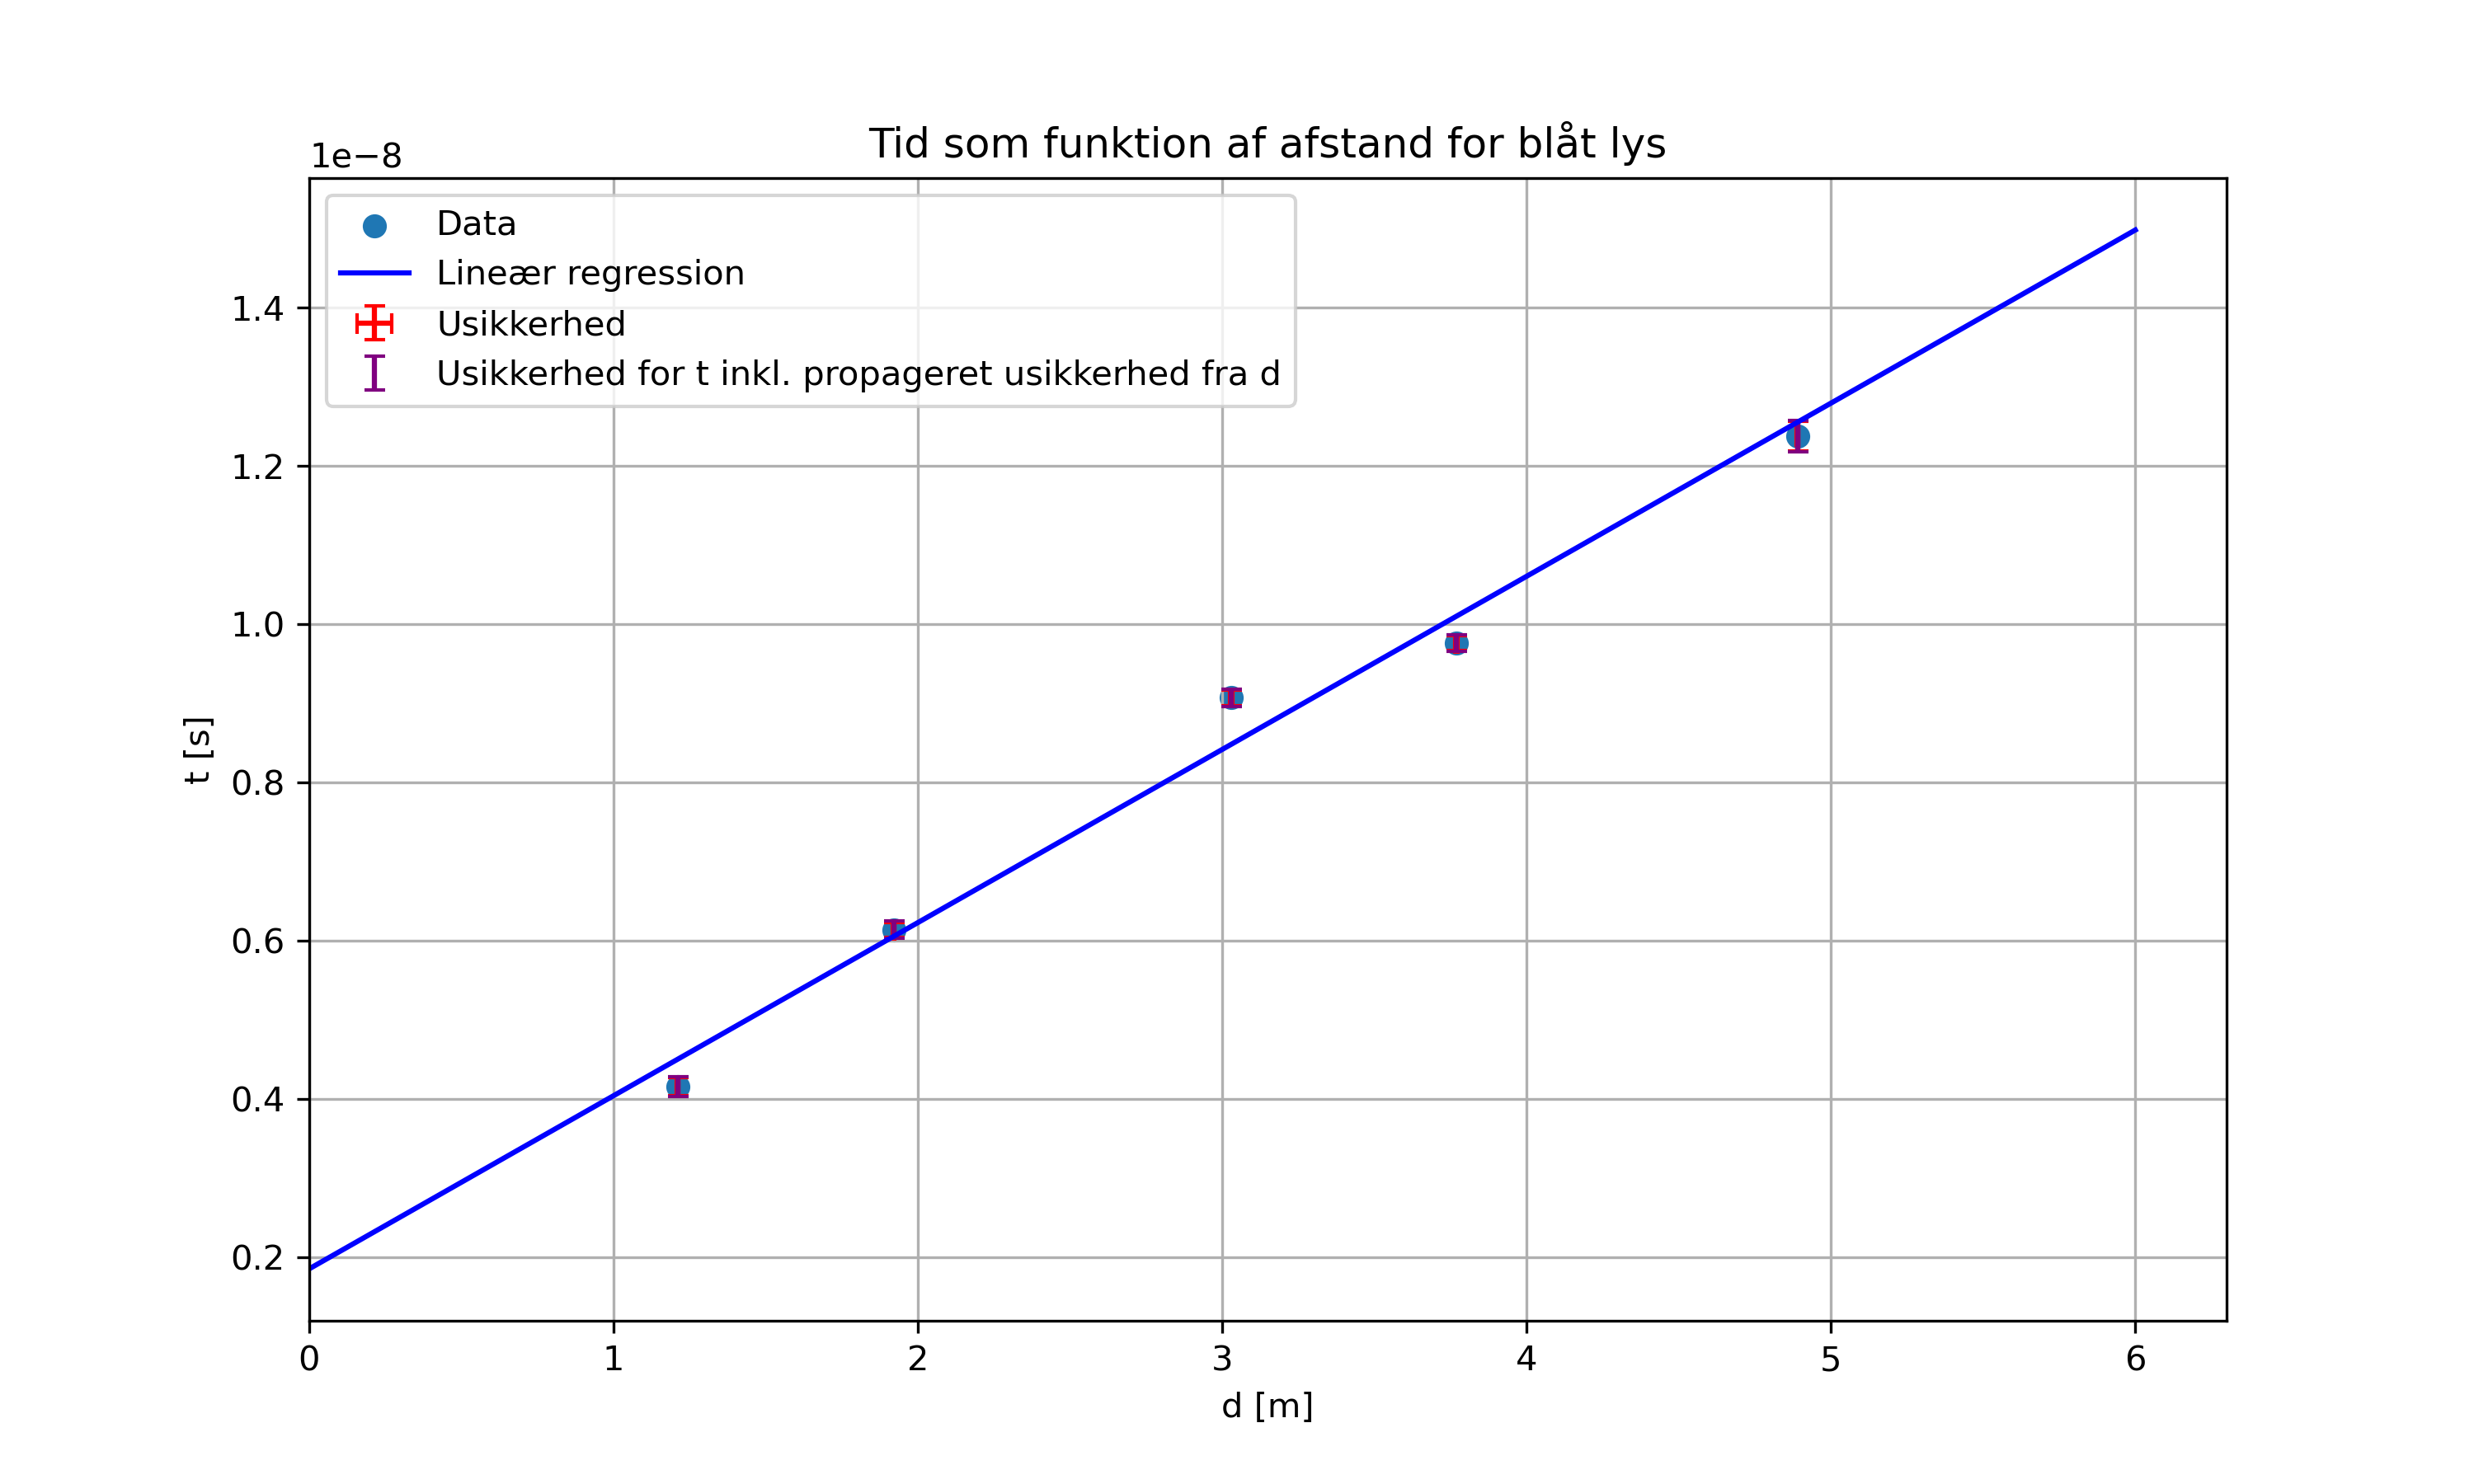 Tid som funktion af afstand for blåt lys
1e−8
Data
Lineær regression
Usikkerhed
Usikkerhed for t inkl. propageret usikkerhed fra d
1.4
1.2
1.0
0.8
0.6
0.4
0.2
t [s]
0 1 2 3 4 5 6
d [m]